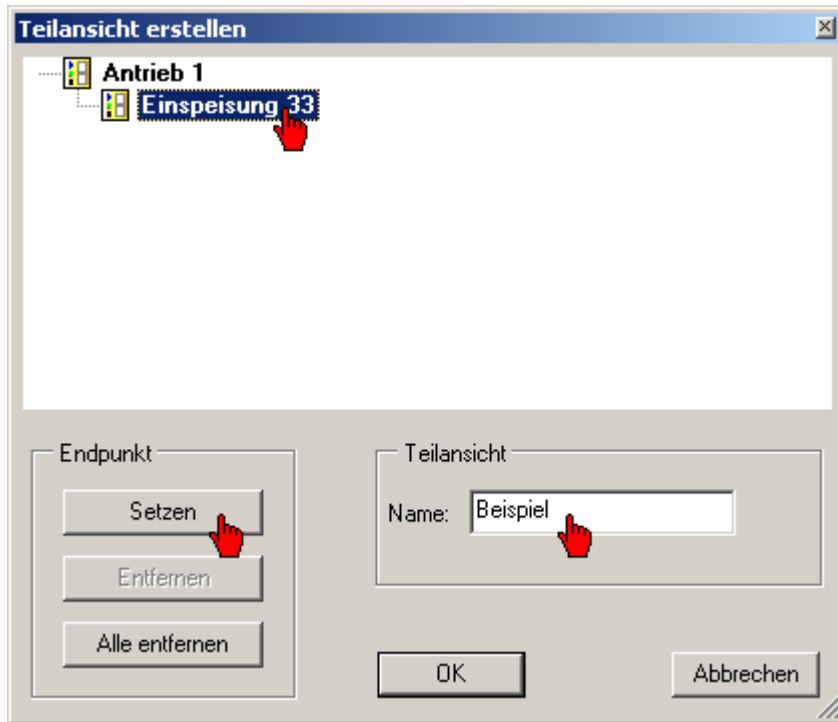 Teilansicht erstellen
Antrieb 1
Einspeisung 33
Endpunkt
Setzen
Entfernen
Alle entfernen
Teilansicht
Name: Beispiel
OK
Abbrechen